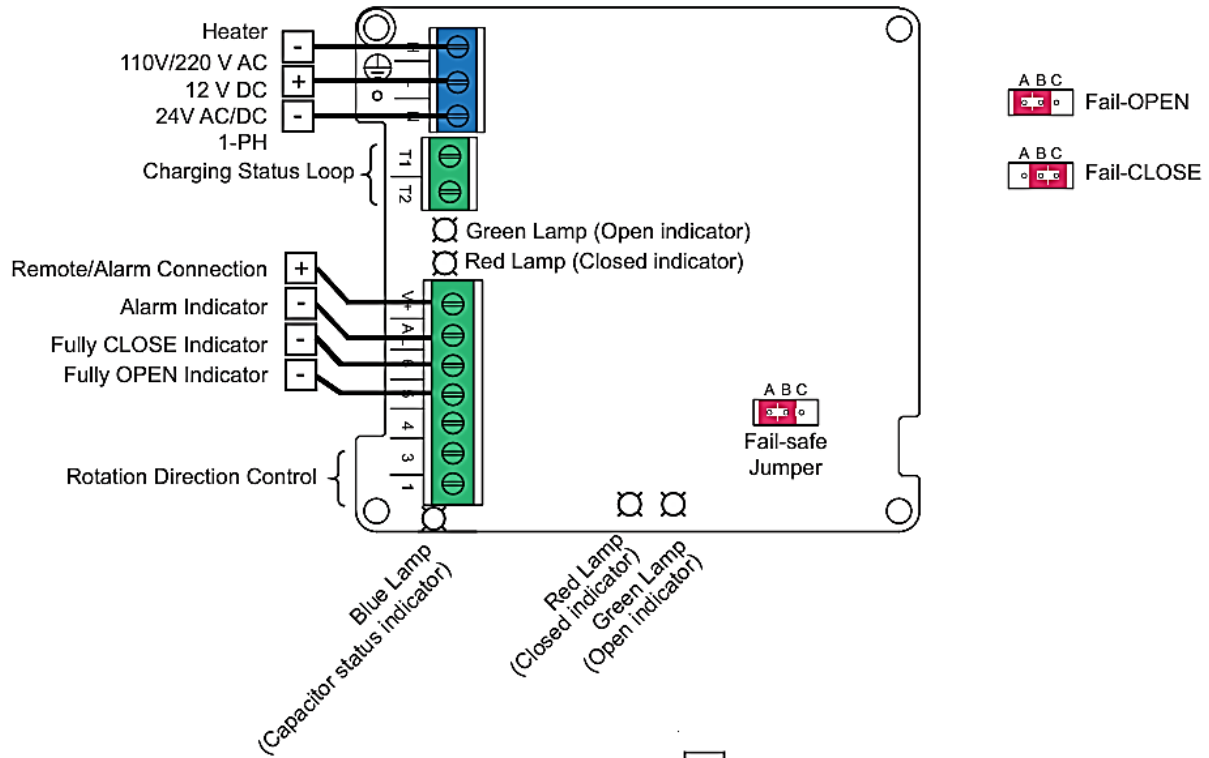 Heater
110V/220 V AC
12 V DC
24V AC/DC
1-PH
-
+
-
H
L
N
Charging Status Loop
T1
T2
Green Lamp (Open indicator)
Red Lamp (Closed indicator)
Remote/Alarm Connection
Alarm Indicator
Fully CLOSE Indicator
Fully OPEN Indicator
+
-
-
-
V+
A-
6
5
4
3
1
Rotation Direction Control
Blue Lamp
(Capacitor status indicator)
Red Lamp
(Closed indicator)
Green Lamp
(Open indicator)
A B C
Fail-safe
Jumper
A B C
Fail-OPEN
A B C
Fail-CLOSE